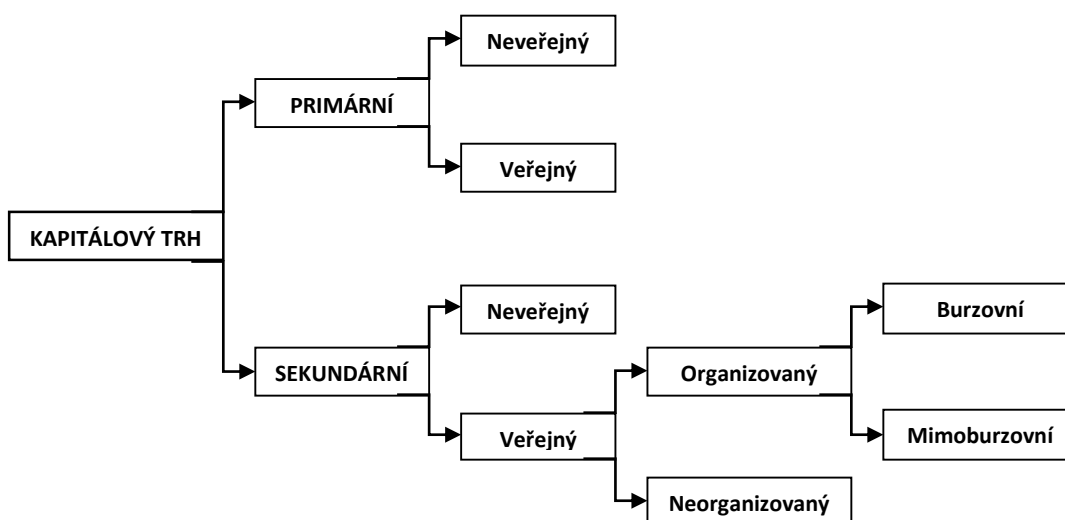 Neveřejný
PRIMÁRNÍ
Veřejný
KAPITÁLOVÝ TRH
Neveřejný
Burzovní
SEKUNDÁRNÍ
Organizovaný
Veřejný
Mimoburzovní
Neorganizovaný